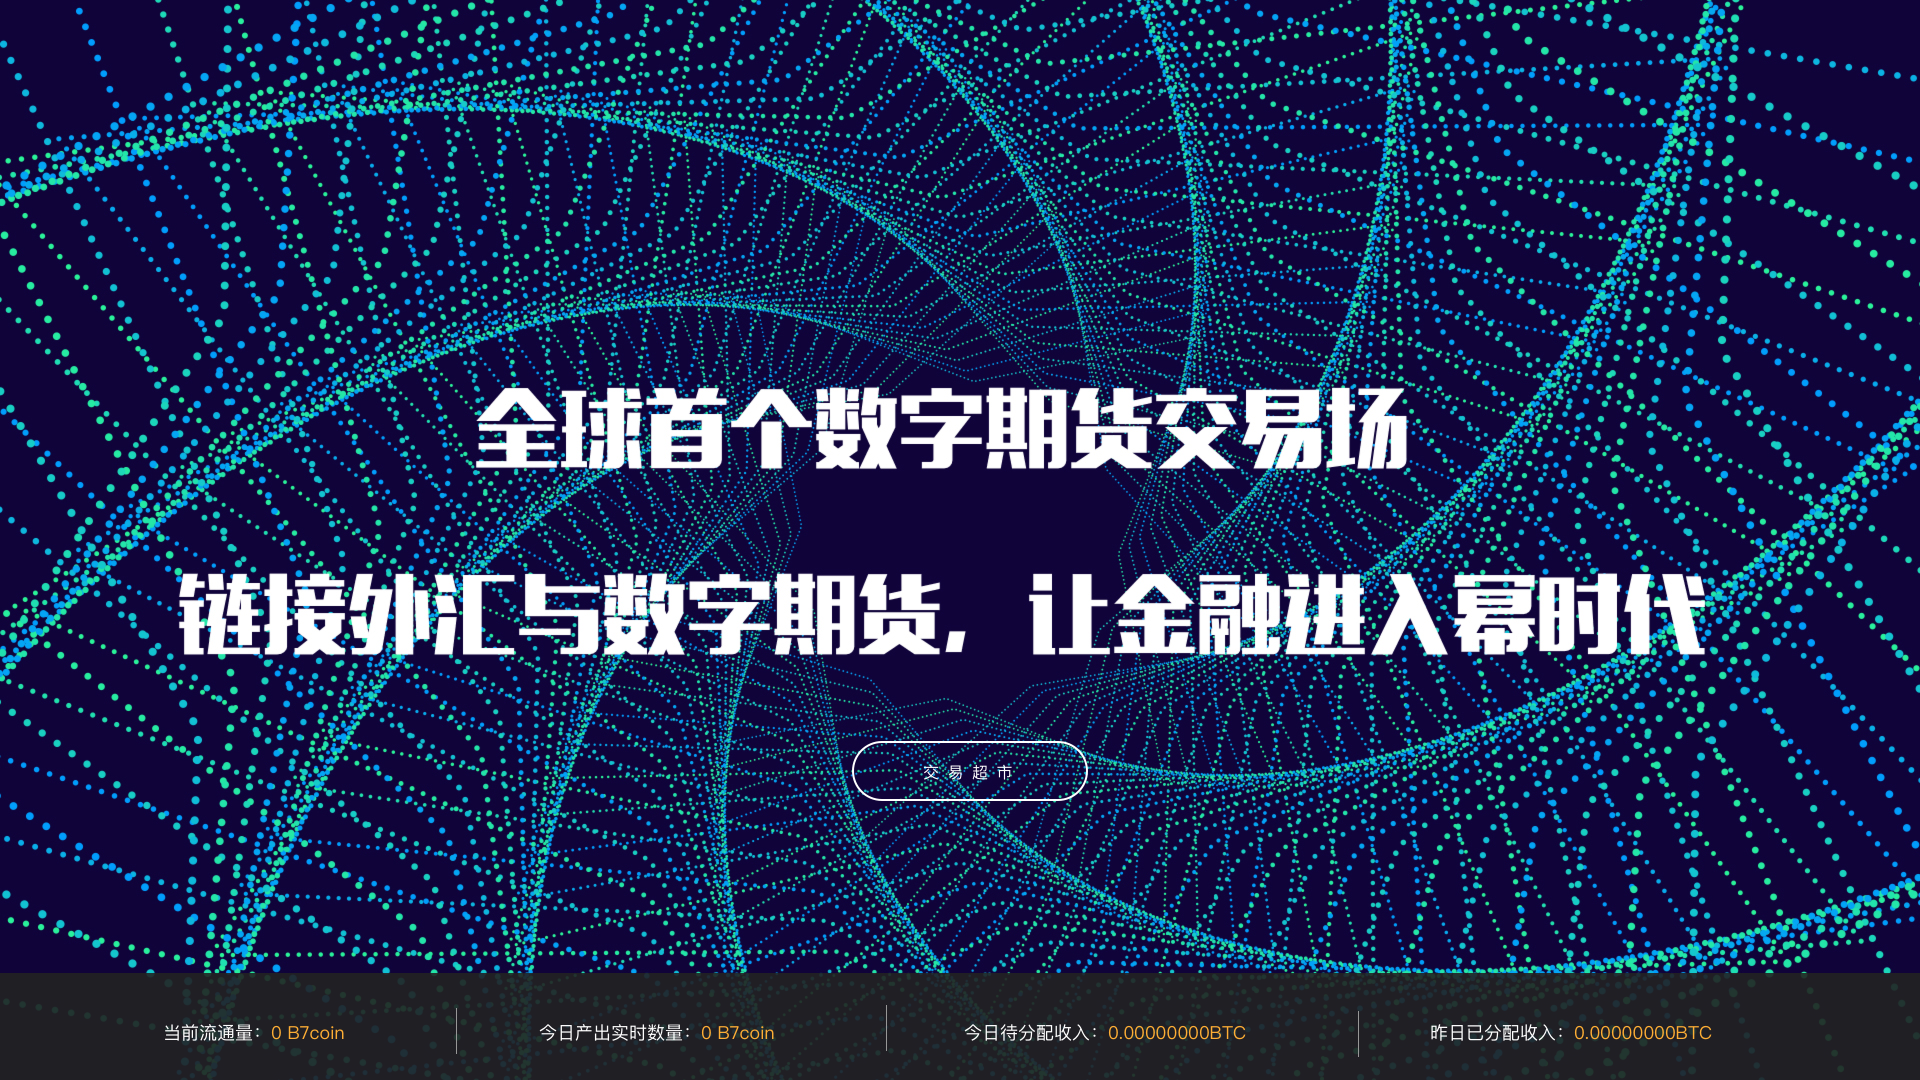 全球首个数字期货交易场
链接外汇与数字期货，让金融进入幂时代
交易超市
当前流通量：0 B7coin
今日产出实时数量：0 B7coin
今日待分配收入：0.00000000BTC
昨日已分配收入：0.00000000BTC